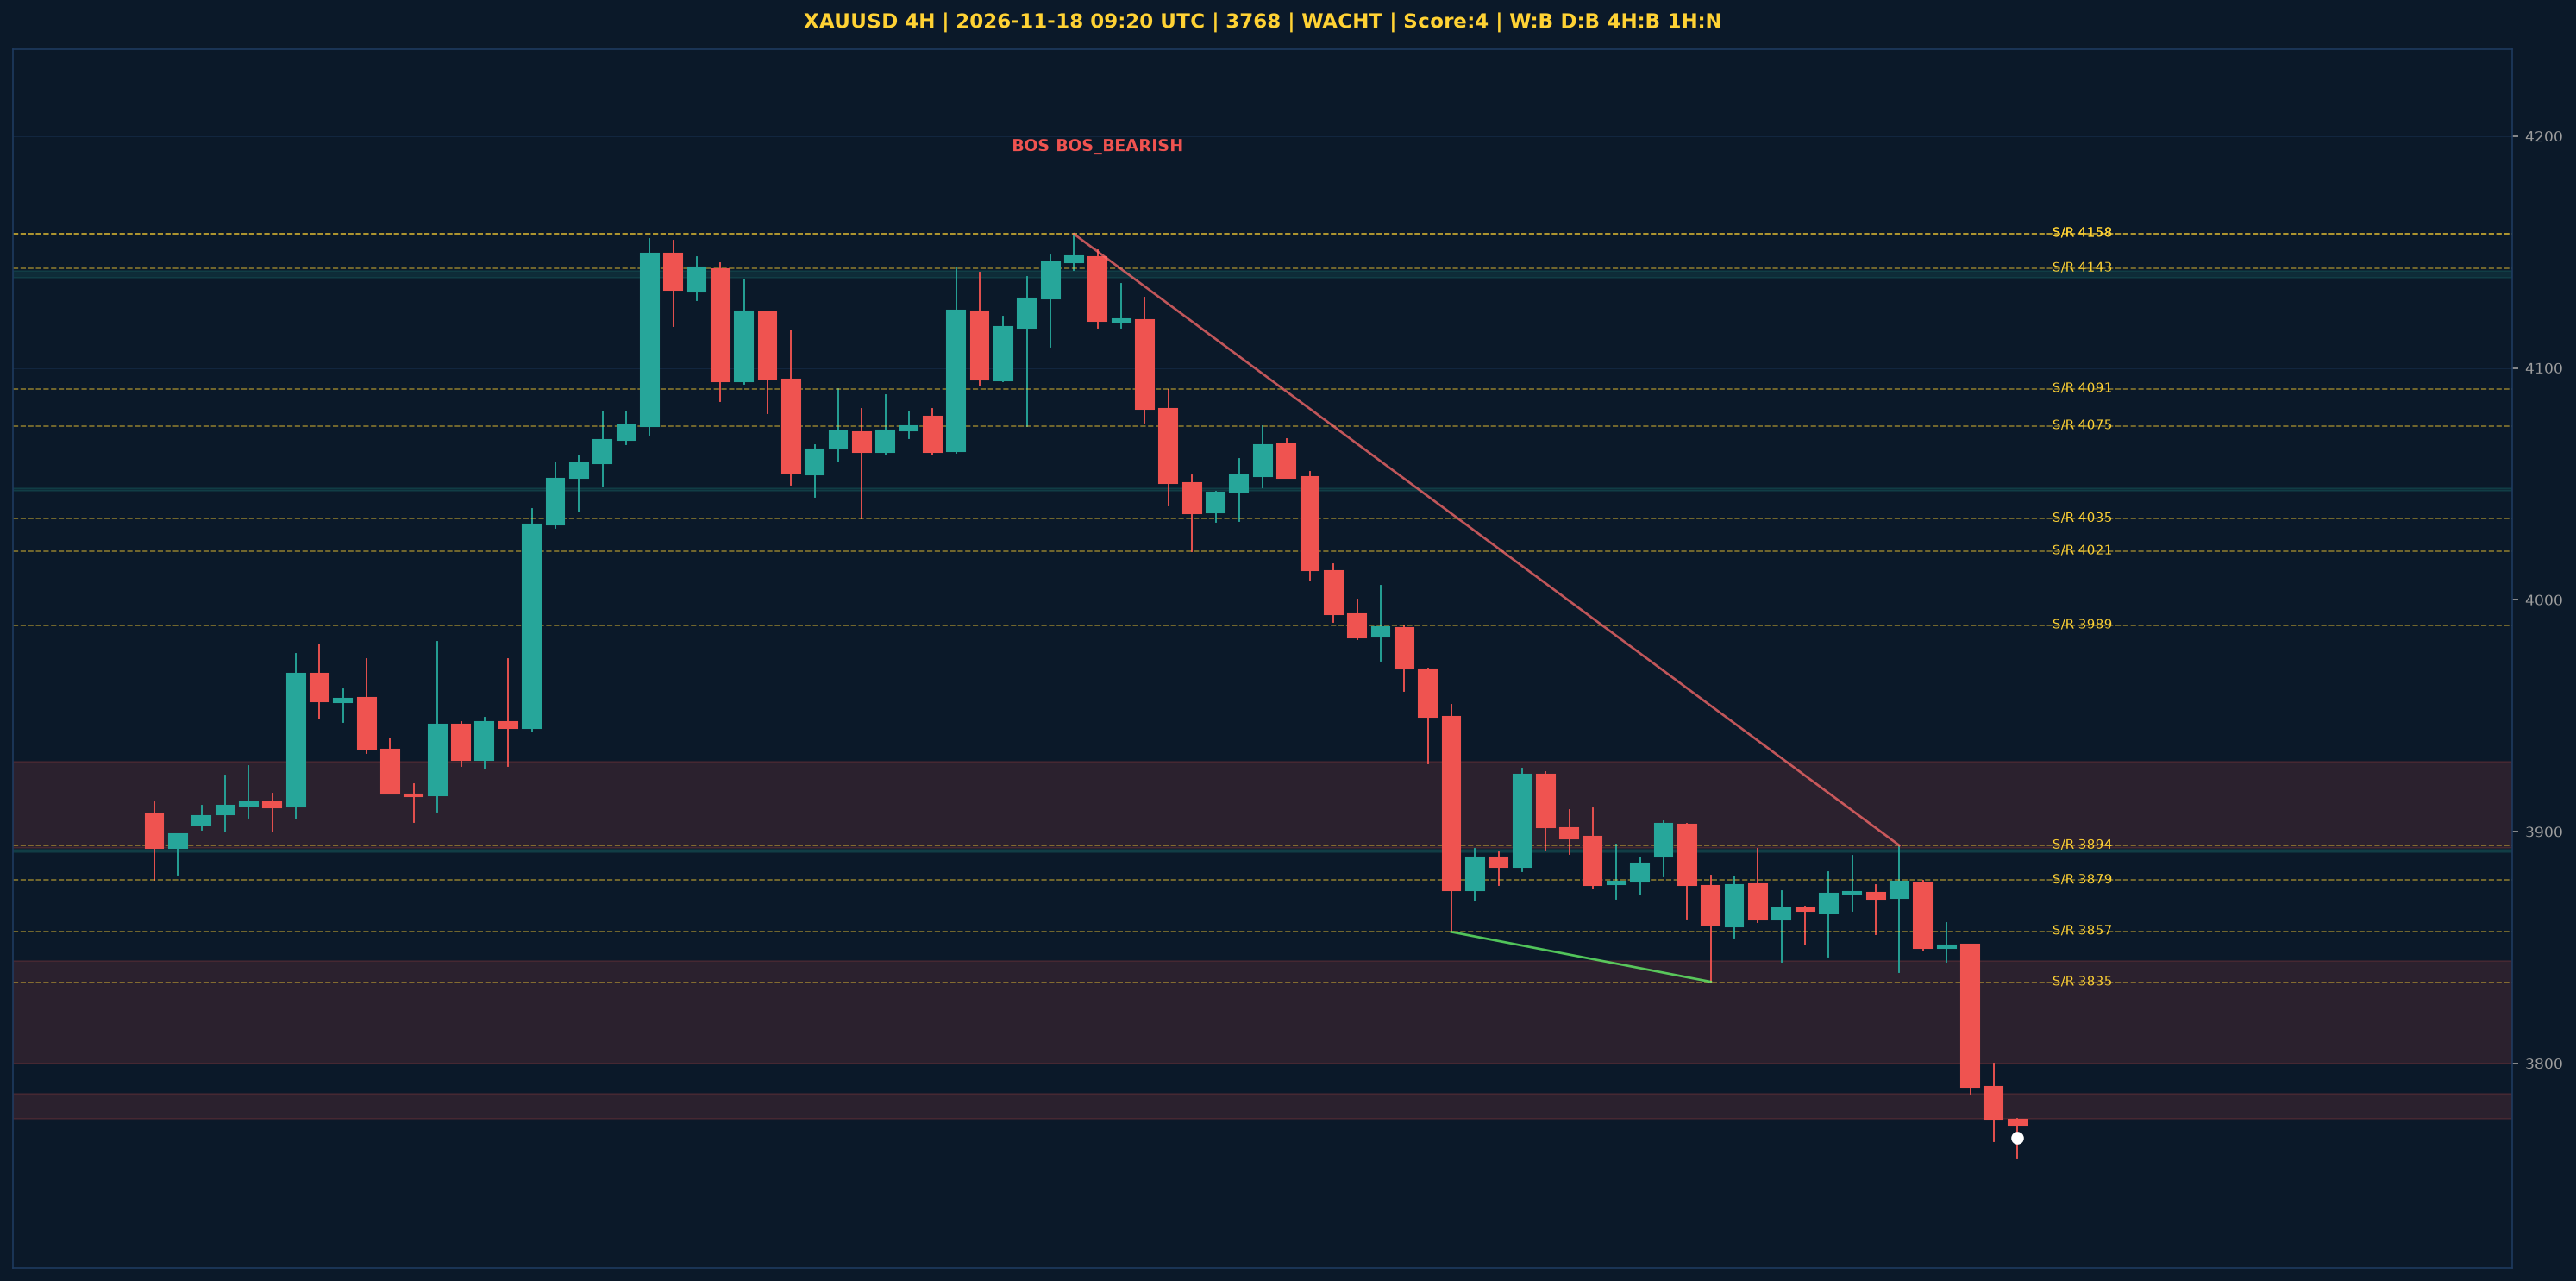 XAUUSD 4H | 2026-11-18 09:20 UTC | 3768 | WACHT | Score:4 | W:B D:B 4H:B 1H:N
4200
BOS BOS_BEARISH
S/R 4158
S/R 4143
4100
S/R 4091
S/R 4075
S/R 4035
S/R 4021
4000
S/R 3989
3900
S/R 3894
S/R 3879
S/R 3857
S/R 3835
3800